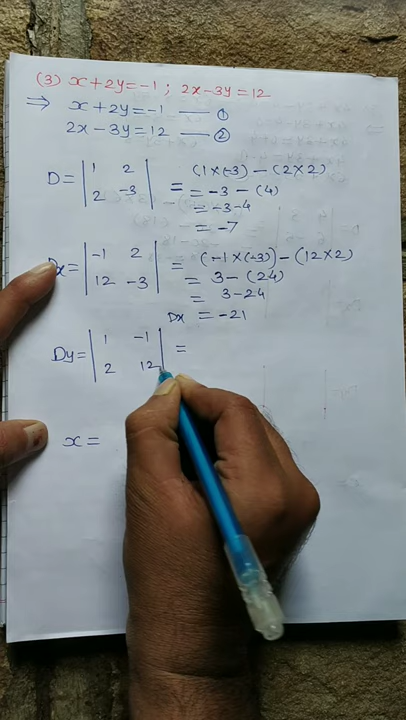 (3) x+2y=-1 ; 2x-3y=12
⇒ x+2y=-1 —— ①
2x-3y=12 —— ②
D = | 1 2 | = (1×-3) - (2×2)
| 2 -3 | = -3 - (4)
= -3-4
= -7
Dx = | -1 2 | = (-1×(-3)) - (12×2)
| 12 -3 | = 3 - (24)
= 3-24
Dx = -21
Dy = | 1 -1 | =
| 2 12 |
x =